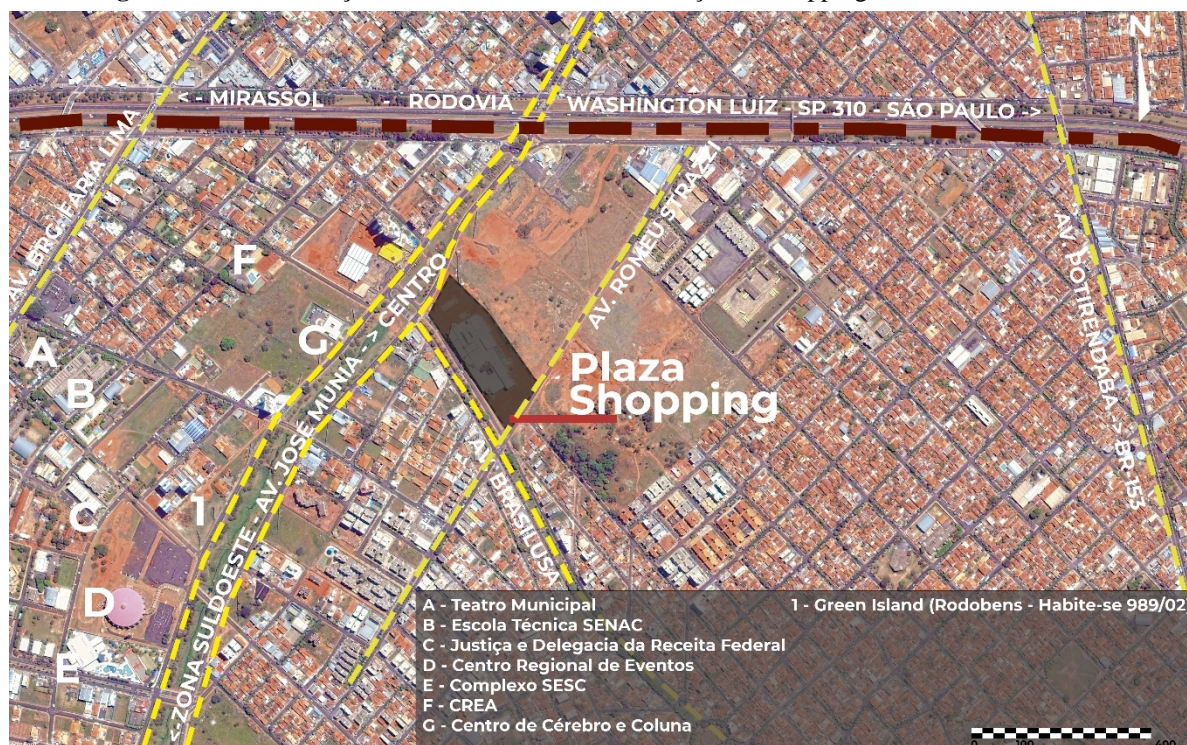 N
< - MIRASSOL - RODOVIA WASHINGTON LUÍZ - SP 310 - SÃO PAULO ->
AV. BRG. FARIA LIMA
AV. ROMEU STRAZZI
AV. POTIRENDABA > BR. 153
F
G
<-ZONA SULDOESTE - AV. JOSÉ MUNIA -> CENTRO
A
B
Plaza
Shopping
AV. BRASILUSA
1
C
D
E
A - Teatro Municipal
B - Escola Técnica SENAC
C - Justiça e Delegacia da Receita Federal
D - Centro Regional de Eventos
E - Complexo SESC
F - CREA
G - Centro de Cérebro e Coluna
1 - Green Island (Rodobens - Habite-se 989/02